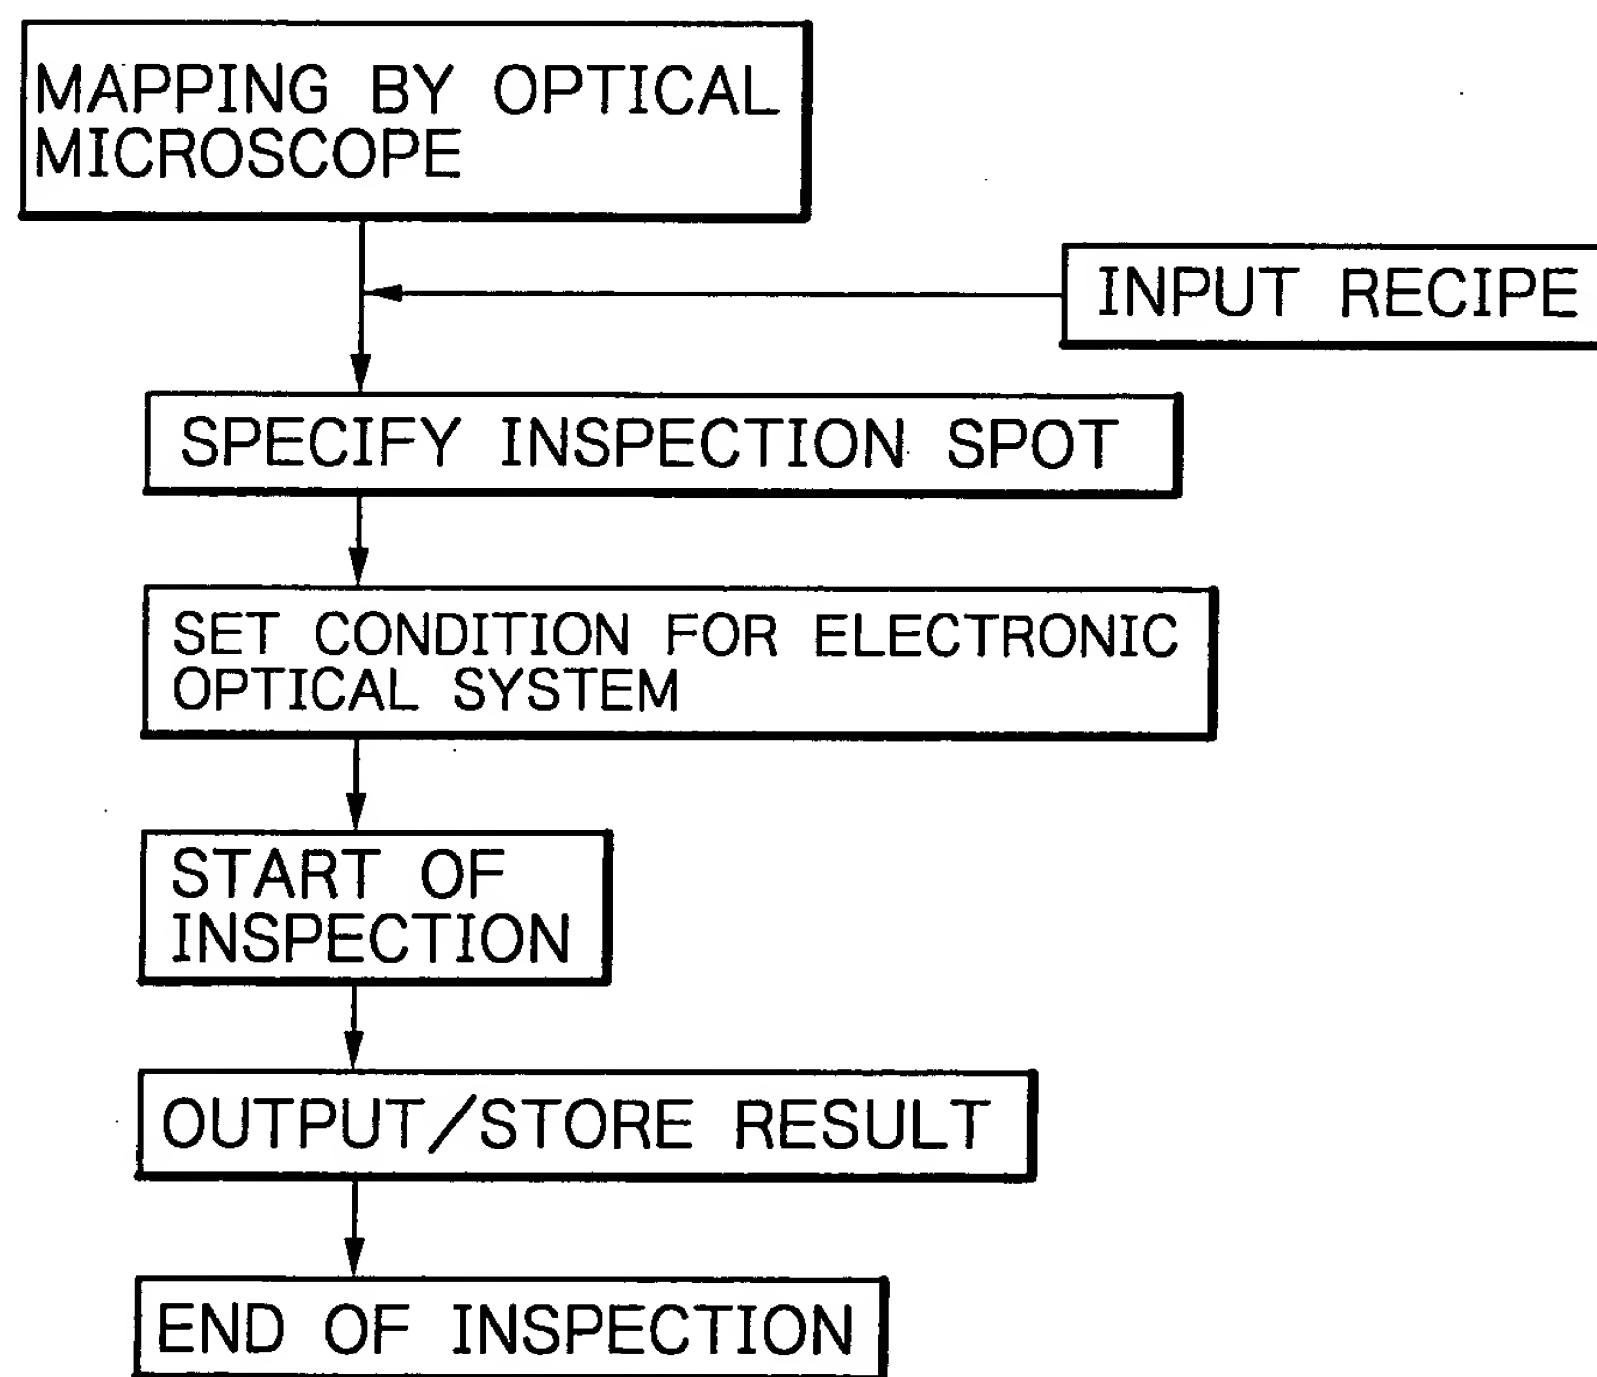 MAPPING BY OPTICAL
MICROSCOPE
INPUT RECIPE
SPECIFY INSPECTION SPOT
SET CONDITION FOR ELECTRONIC
OPTICAL SYSTEM
START OF
INSPECTION
OUTPUT/STORE RESULT
END OF INSPECTION